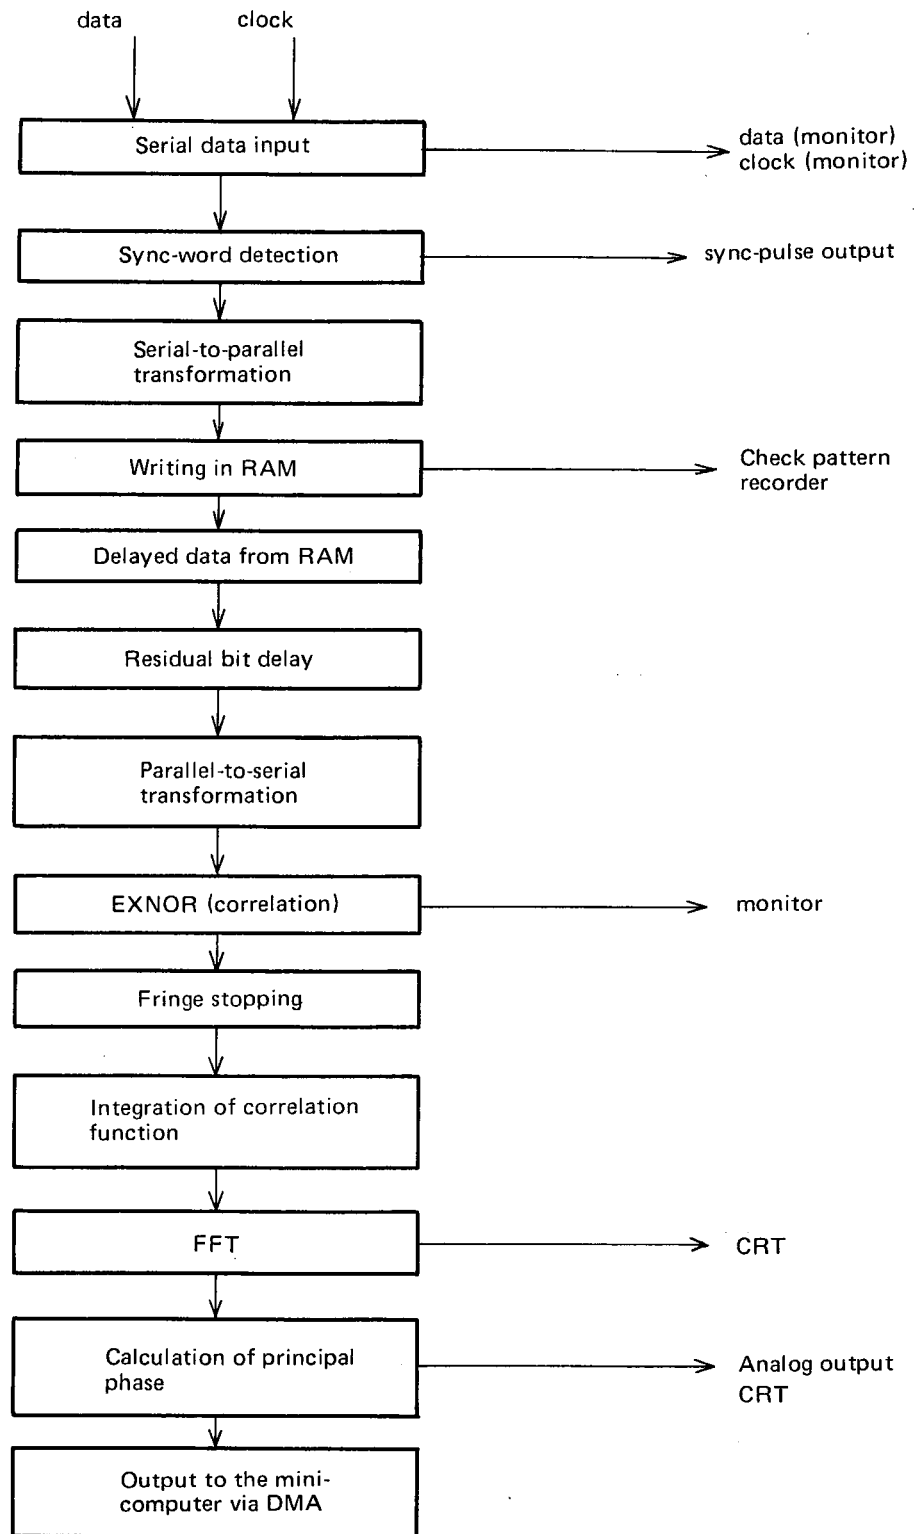 data
clock
Serial data input
data (monitor)
clock (monitor)
Sync-word detection
sync-pulse output
Serial-to-parallel
transformation
Writing in RAM
Check pattern
recorder
Delayed data from RAM
Residual bit delay
Parallel-to-serial
transformation
EXNOR (correlation)
monitor
Fringe stopping
Integration of correlation
function
FFT
CRT
Calculation of principal
phase
Analog output
CRT
Output to the mini-
computer via DMA